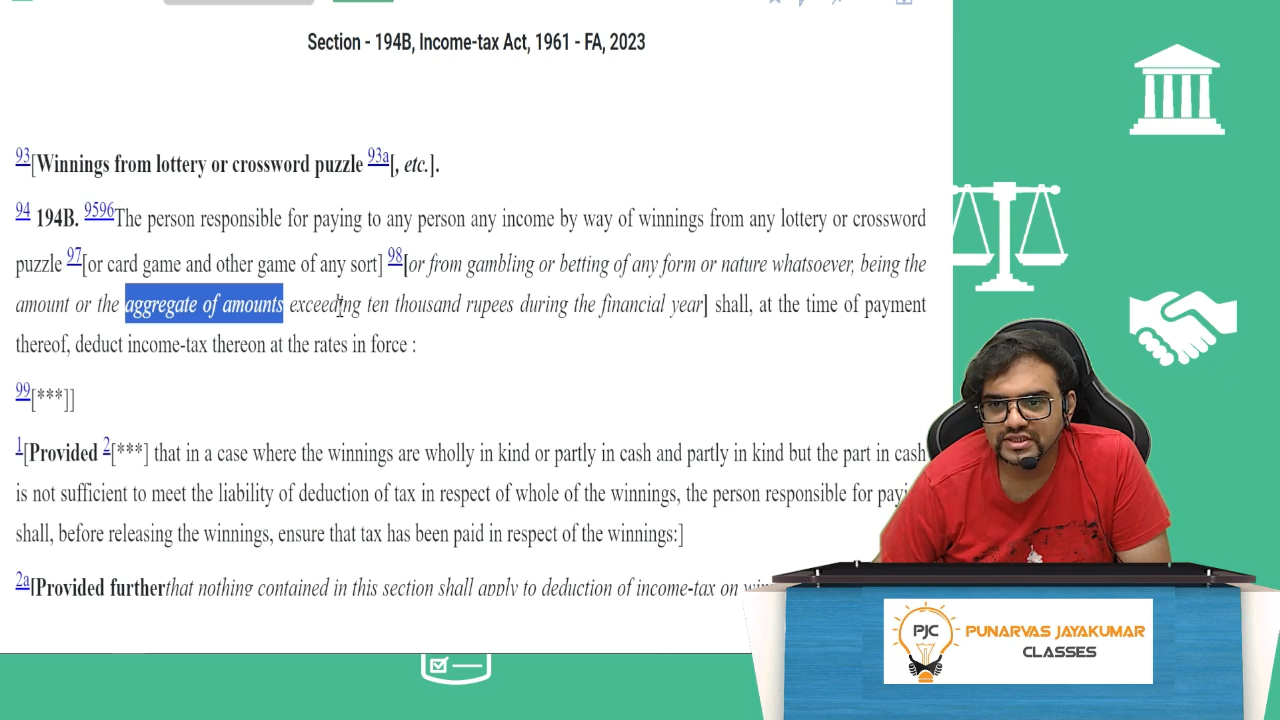 Section - 194B, Income-tax Act, 1961 - FA, 2023
93[Winnings from lottery or crossword puzzle 93a[, etc.].
94 194B. 9596The person responsible for paying to any person any income by way of winnings from any lottery or crossword
puzzle 97[or card game and other game of any sort] 98[or from gambling or betting of any form or nature whatsoever, being the
amount or the aggregate of amounts exceeding ten thousand rupees during the financial year] shall, at the time of payment
thereof, deduct income-tax thereon at the rates in force :
99[***]]
1[Provided 2[***] that in a case where the winnings are wholly in kind or partly in cash and partly in kind but the part in cash
is not sufficient to meet the liability of deduction of tax in respect of whole of the winnings, the person responsible for
shall, before releasing the winnings, ensure that tax has been paid in respect of the winnings:]
2a[Provided furtherthat nothing contained in this section shall apply to deduction of income-tax on
PJC
PUNARVAS JAYAKUMAR
CLASSES